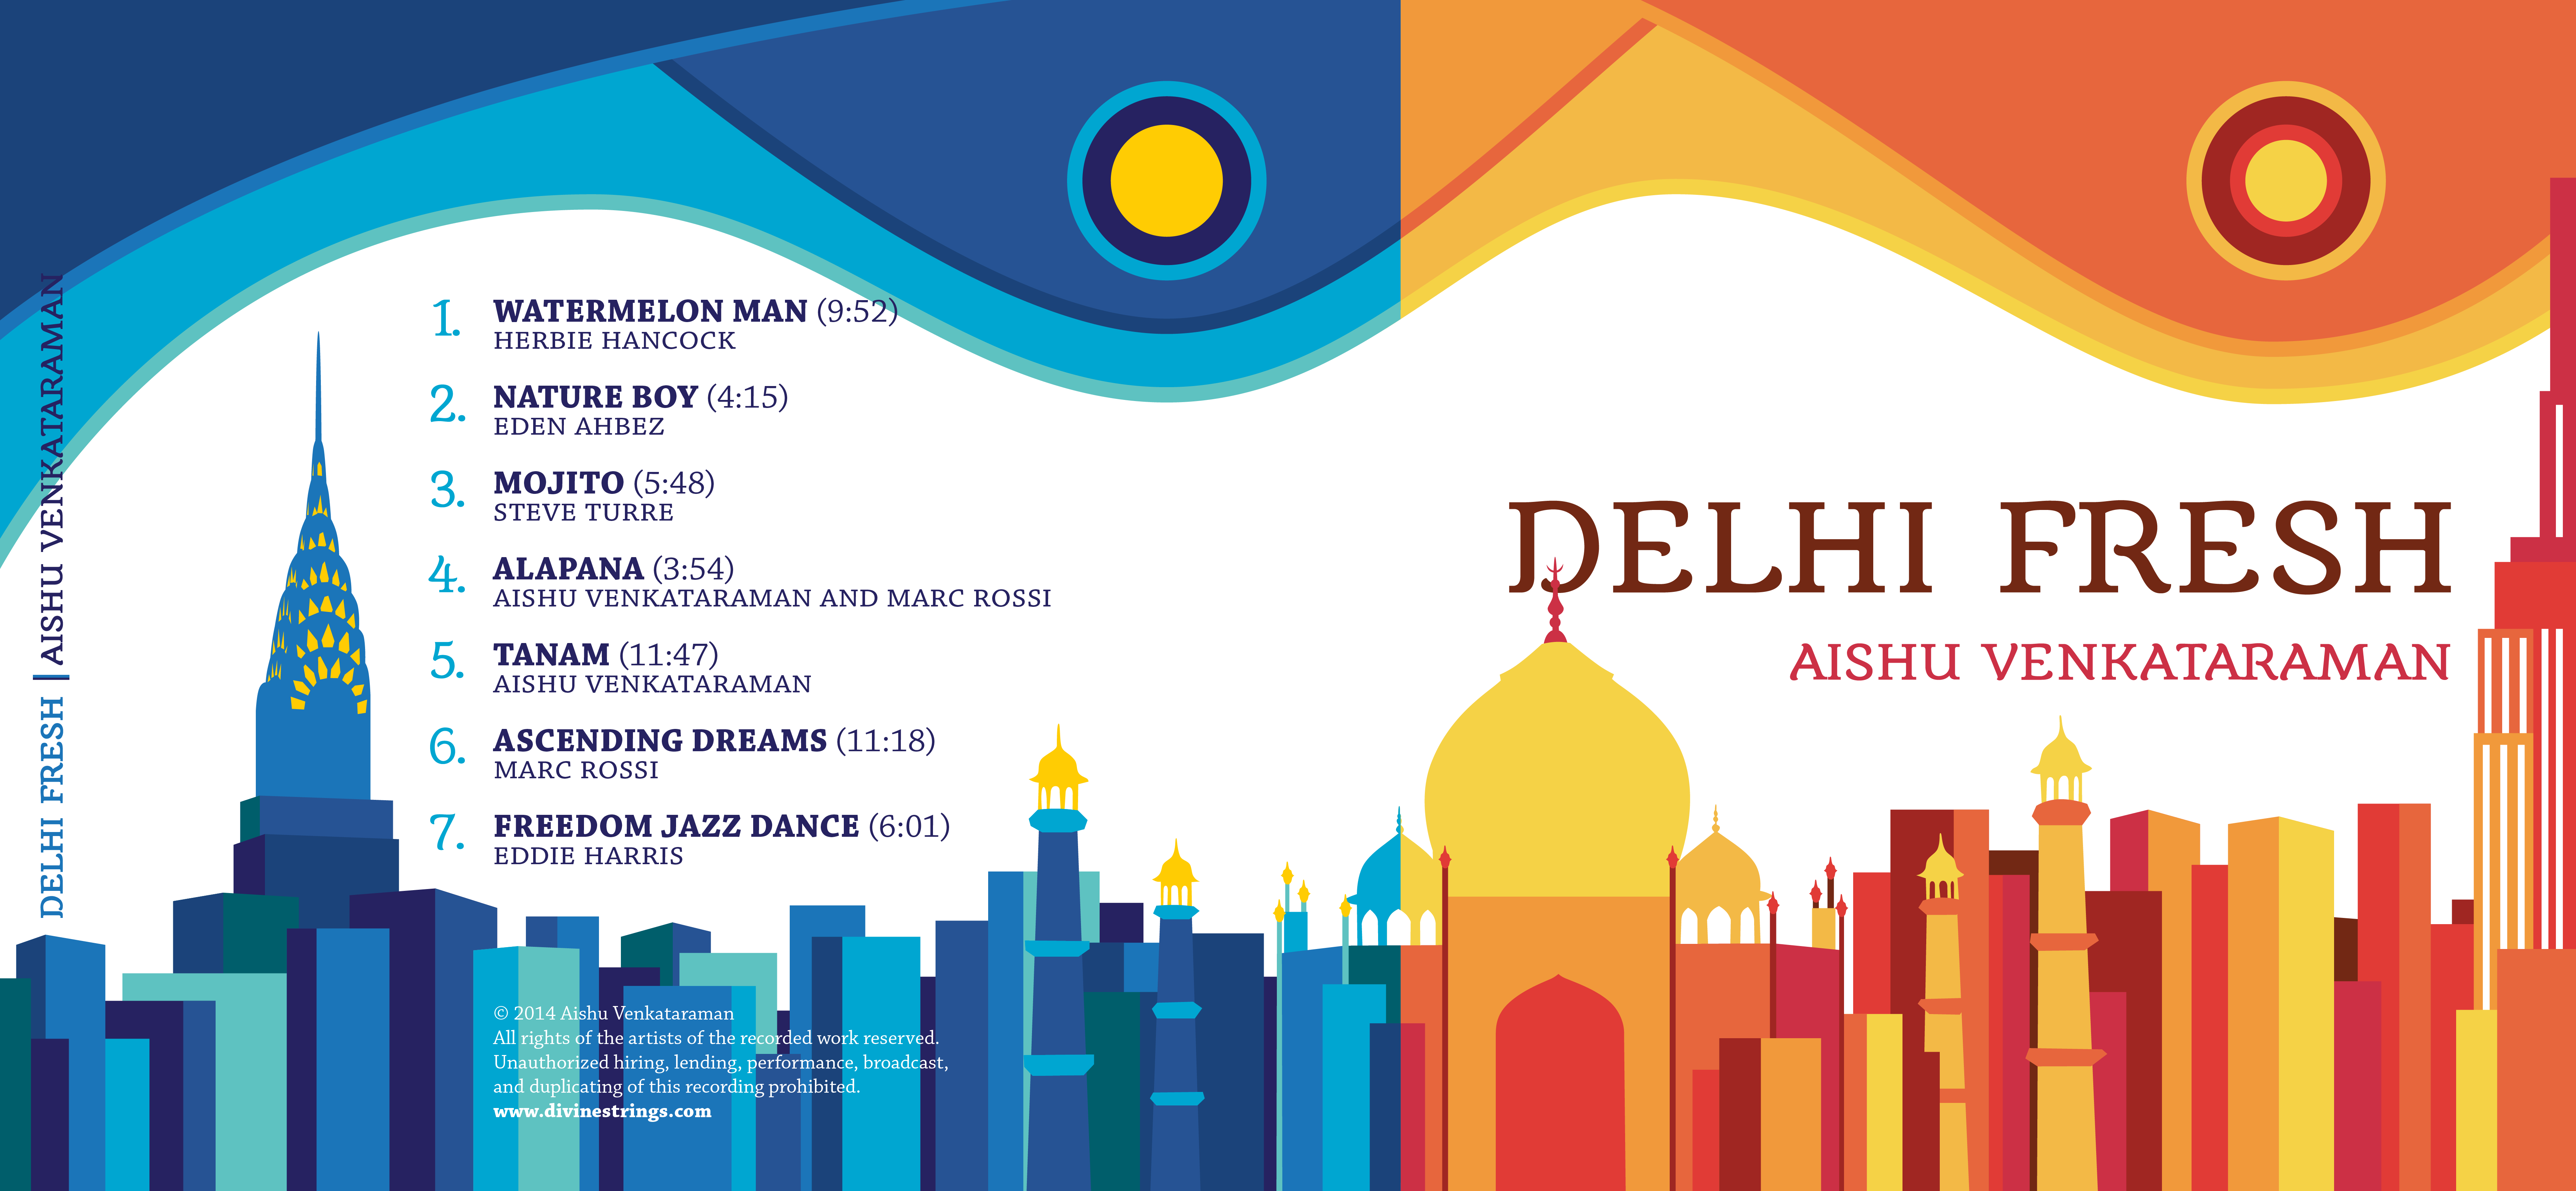 DELHI FRESH | AISHU VENKATARAMAN
1. WATERMELON MAN (9:52)
HERBIE HANCOCK
2. NATURE BOY (4:15)
EDEN AHBEZ
3. MOJITO (5:48)
STEVE TURRE
4. ALAPANA (3:54)
AISHU VENKATARAMAN AND MARC ROSSI
5. TANAM (11:47)
AISHU VENKATARAMAN
6. ASCENDING DREAMS (11:18)
MARC ROSSI
7. FREEDOM JAZZ DANCE (6:01)
EDDIE HARRIS
© 2014 Aishu Venkataraman
All rights of the artists of the recorded work reserved.
Unauthorized hiring, lending, performance, broadcast,
and duplicating of this recording prohibited.
www.divinestrings.com
DELHI FRESH
AISHU VENKATARAMAN